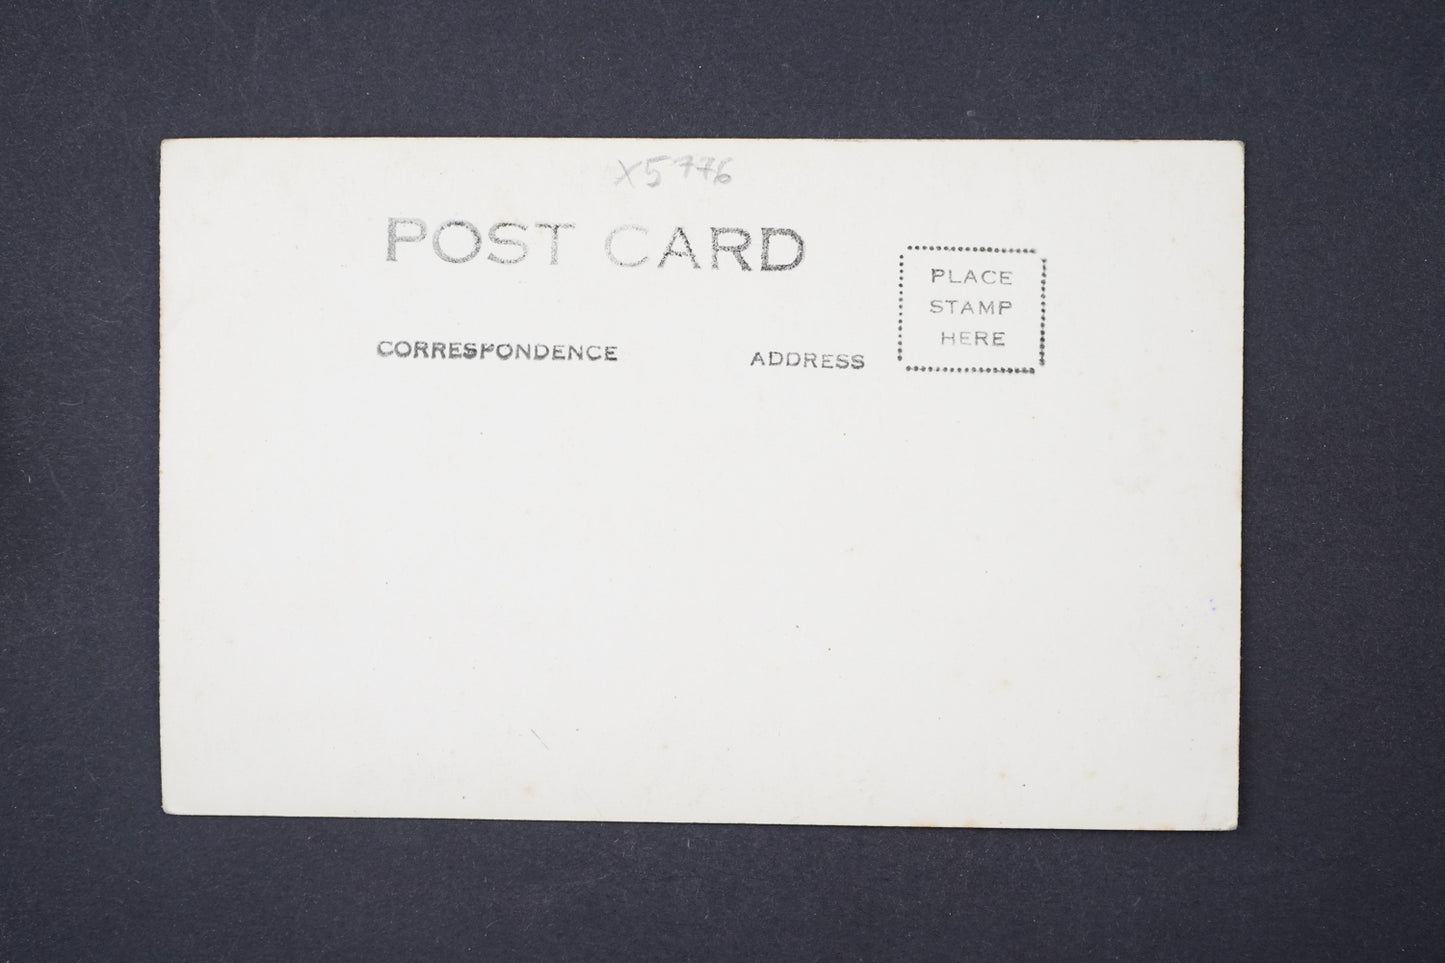 X5776
POST CARD
PLACE
STAMP
HERE
CORRESPONDENCE
ADDRESS